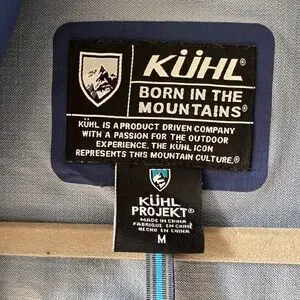 KÜHL®
BORN IN THE
MOUNTAINS®
KÜHL IS A PRODUCT DRIVEN COMPANY
WITH A PASSION FOR THE OUTDOOR
EXPERIENCE. THE KÜHL ICON
REPRESENTS THIS MOUNTAIN CULTURE.®
KÜHL
PROJEKT®
MADE IN CHINA
FABRIQUE EN CHINE
HECHO EN CHINA
M